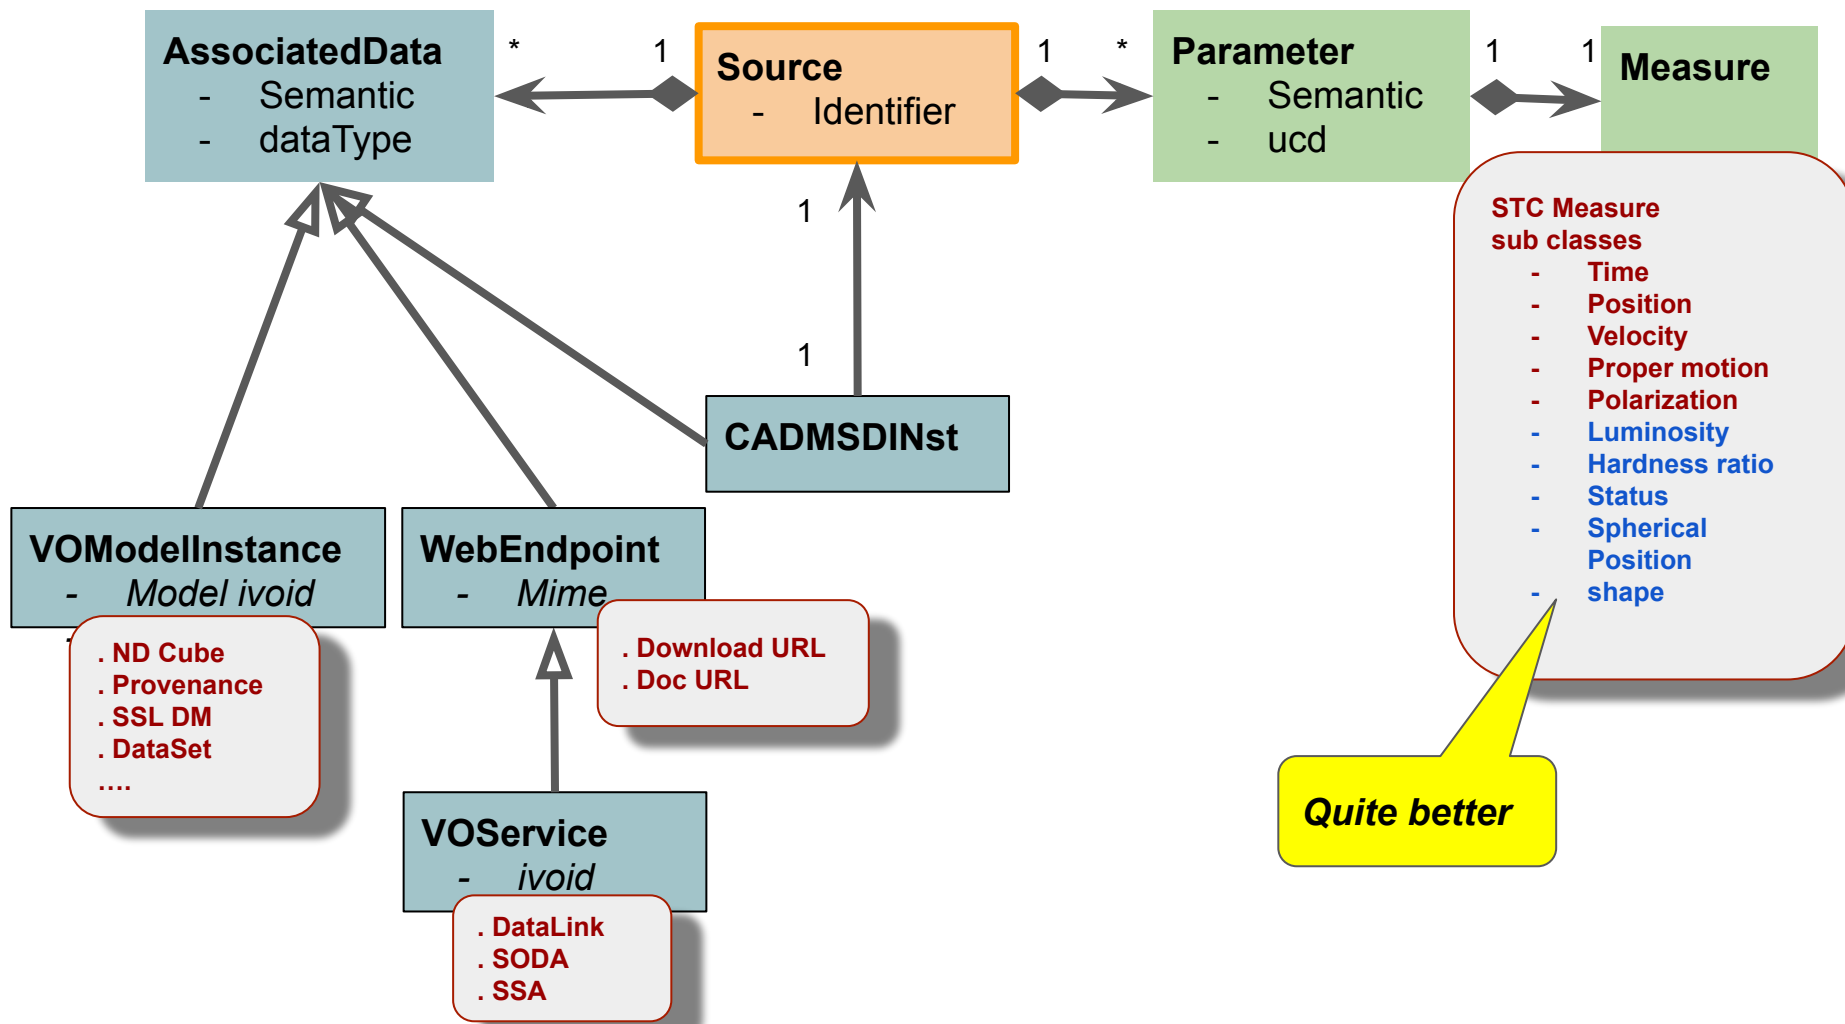 AssociatedData
- Semantic
- dataType
* 1
Source
- Identifier
1 *
Parameter
- Semantic
- ucd
1 1
Measure
1
1
CADMSDINst
STC Measure
sub classes
- Time
- Position
- Velocity
- Proper motion
- Polarization
- Luminosity
- Hardness ratio
- Status
- Spherical
Position
- shape
Quite better
VOModelInstance
- Model ivoid
-
. ND Cube
. Provenance
. SSL DM
. DataSet
....
WebEndpoint
- Mime
. Download URL
. Doc URL
VOService
- ivoid
. DataLink
. SODA
. SSA